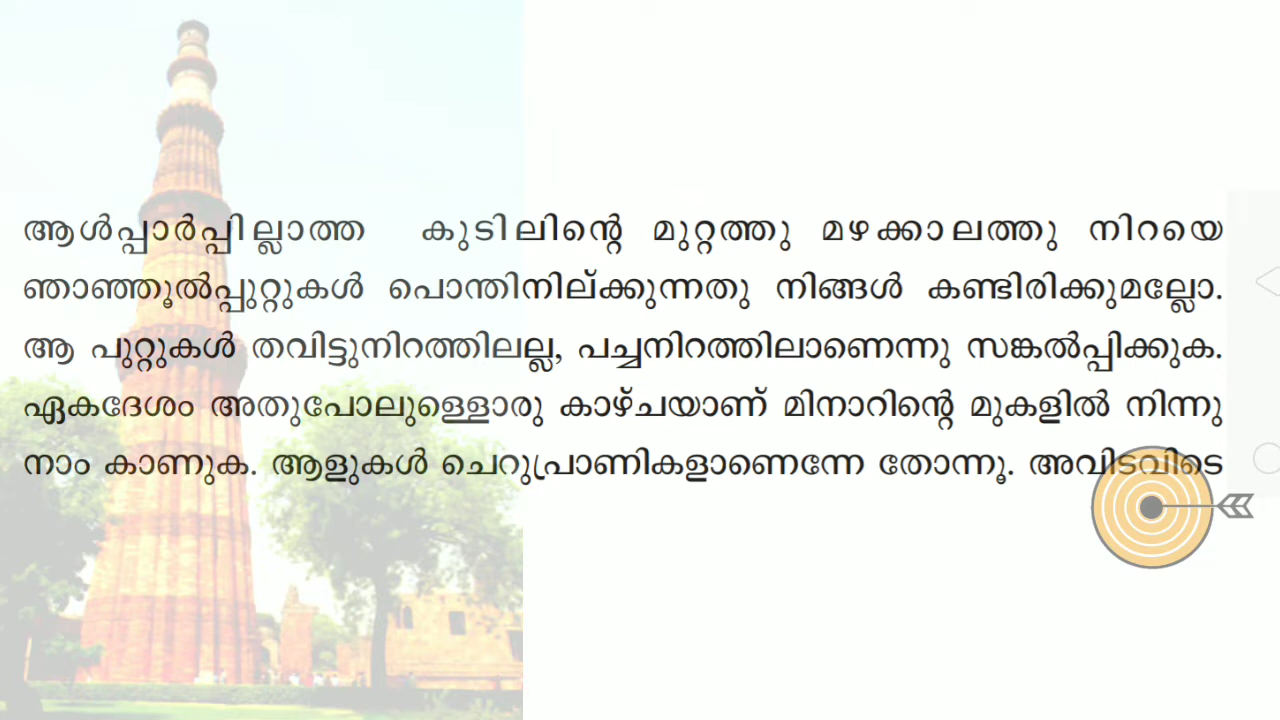 ആൾപ്പാർപ്പില്ലാത്ത കുടിലിന്റെ മുറ്റത്തു മഴക്കാലത്തു നിറയെ
ഞാഞ്ഞൂൽപ്പുറ്റുകൾ പൊന്തിനില്ക്കുന്നതു നിങ്ങൾ കണ്ടിരിക്കുമല്ലോ.
ആ പുറ്റുകൾ തവിട്ടുനിറത്തിലല്ല, പച്ചനിറത്തിലാണെന്നു സങ്കൽപ്പിക്കുക.
ഏകദേശം അതുപോലുള്ളൊരു കാഴ്ചയാണ് മിനാറിന്റെ മുകളിൽ നിന്നു
നാം കാണുക. ആളുകൾ ചെറുപ്രാണികളാണെന്നേ തോന്നൂ. അവിടവിടെ